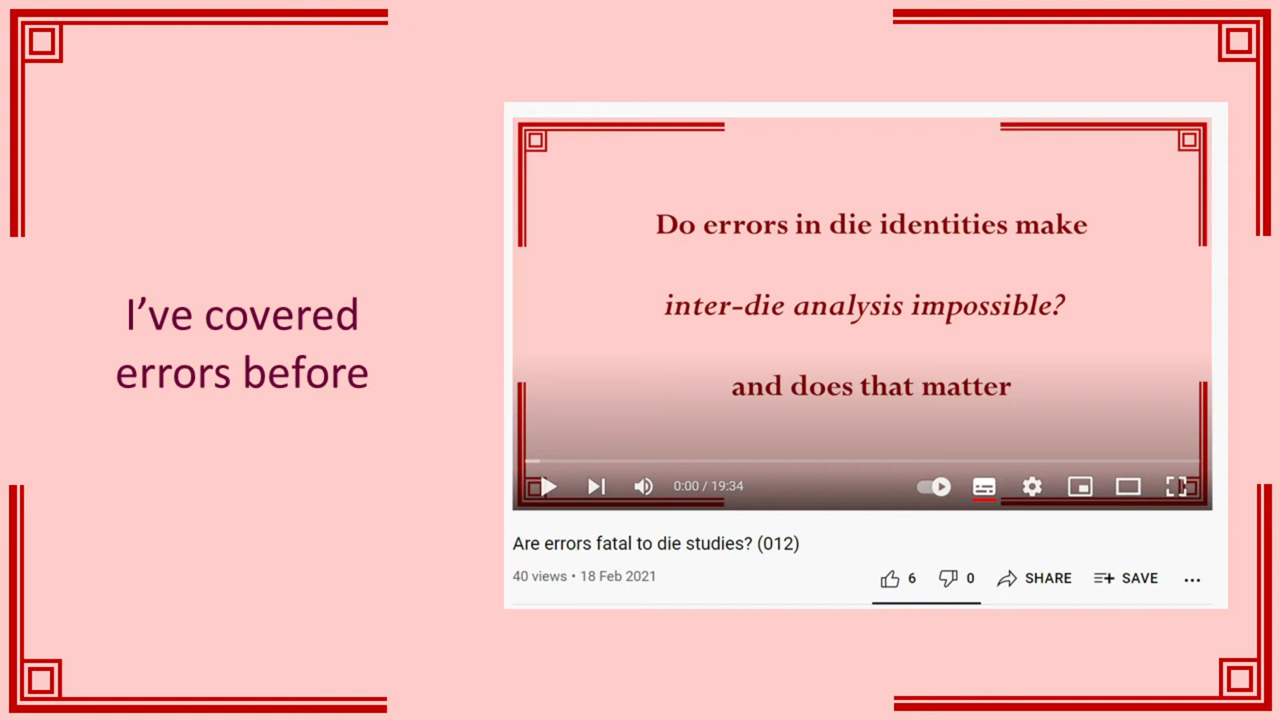 I’ve covered
errors before
Do errors in die identities make
inter-die analysis impossible?
and does that matter
0:00 / 19:34
Are errors fatal to die studies? (012)
40 views • 18 Feb 2021
6
0
SHARE
SAVE